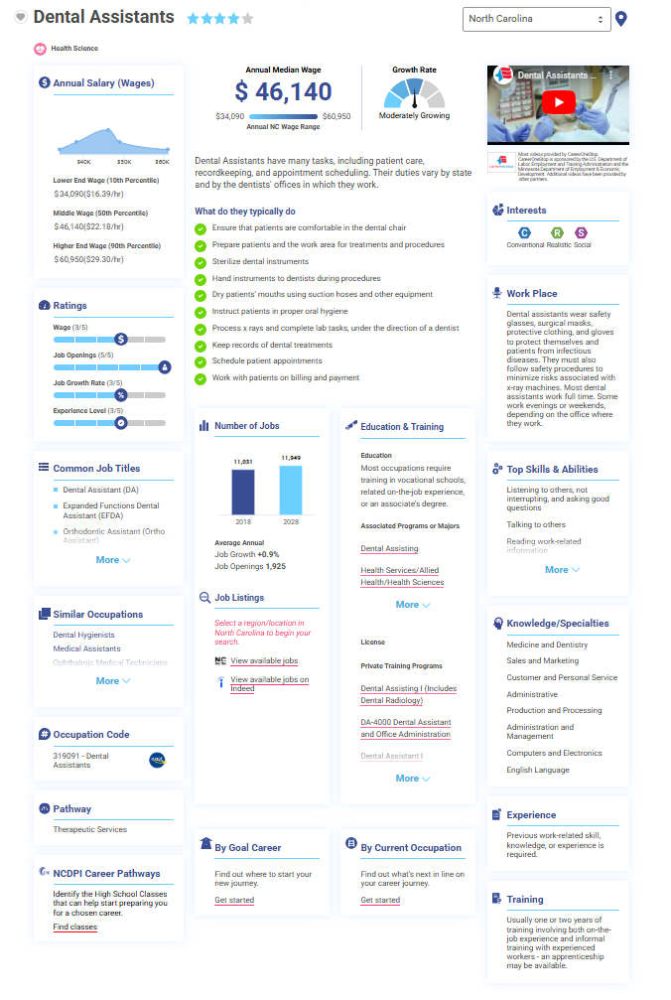 Dental Assistants
North Carolina
Health Science
Annual Salary (Wages)
$40K $50K $80K
Lower End Wage (10th Percentile)
$34,090($16.39/hr)
Middle Wage (50th Percentile)
$46,140($22.18/hr)
Higher End Wage (90th Percentile)
$60,950($29.30/hr)
Ratings
Wage (3/5)
Job Openings (5/5)
Job Growth Rate (3/5)
Experience Level (3/5)
Common Job Titles
Dental Assistant (DA)
Expanded Functions Dental
Assistant (EFDA)
Orthodontic Assistant (Ortho
Assistant)
More
Similar Occupations
Dental Hygienists
Medical Assistants
Ophthalmic Medical Technicians
More
Occupation Code
319091 - Dental
Assistants
Pathway
Therapeutic Services
NCDPI Career Pathways
Identify the High School Classes
that can help start preparing you
for a chosen career.
Find classes
Annual Median Wage
$ 46,140
$34,090 $60,950
Annual NC Wage Range
Growth Rate
Moderately Growing
Dental Assistants have many tasks, including patient care,
recordkeeping, and appointment scheduling. Their duties vary by state
and by the dentists' offices in which they work.
What do they typically do
Ensure that patients are comfortable in the dental chair
Prepare patients and the work area for treatments and procedures
Sterilize dental instruments
Hand instruments to dentists during procedures
Dry patients' mouths using suction hoses and other equipment
Instruct patients in proper oral hygiene
Process x rays and complete lab tasks, under the direction of a dentist
Keep records of dental treatments
Schedule patient appointments
Work with patients on billing and payment
Number of Jobs
11,031 11,949
2018 2028
Average Annual
Job Growth +0.9%
Job Openings 1,925
Job Listings
Select a region/location in
North Carolina to begin your
search.
View available jobs
View available jobs on
Indeed
Education & Training
Education
Most occupations require
training in vocational schools,
related on-the-job experience,
or an associate's degree.
Associated Programs or Majors
Dental Assisting
Health Services/Allied
Health/Health Sciences
More
License
Private Training Programs
Dental Assisting I (Includes
Dental Radiology)
DA-4000 Dental Assistant
and Office Administration
Dental Assistant I
More
By Goal Career
Find out where to start your
new journey.
Get started
By Current Occupation
Find out what's next in line on
your career journey.
Get started
Dental Assistants ...
Most videos provided by CareerOneStop.
CareerOneStop is sponsored by the U.S. Department of
Labor, Employment and Training Administration and the
Minnesota Department of Employment & Economic
Development. Additional videos have been provided by
other partners.
Interests
C R S
Conventional Realistic Social
Work Place
Dental assistants wear safety
glasses, surgical masks,
protective clothing, and gloves
to protect themselves and
patients from infectious
diseases. They must also
follow safety procedures to
minimize risks associated with
x-ray machines. Most dental
assistants work full time. Some
work evenings or weekends,
depending on the office where
they work.
Top Skills & Abilities
Listening to others, not
interrupting, and asking good
questions
Talking to others
Reading work-related
information
More
Knowledge/Specialties
Medicine and Dentistry
Sales and Marketing
Customer and Personal Service
Administrative
Production and Processing
Administration and
Management
Computers and Electronics
English Language
Experience
Previous work-related skill,
knowledge, or experience is
required.
Training
Usually one or two years of
training involving both on-the-
job experience and informal
training with experienced
workers - an apprenticeship
may be available.